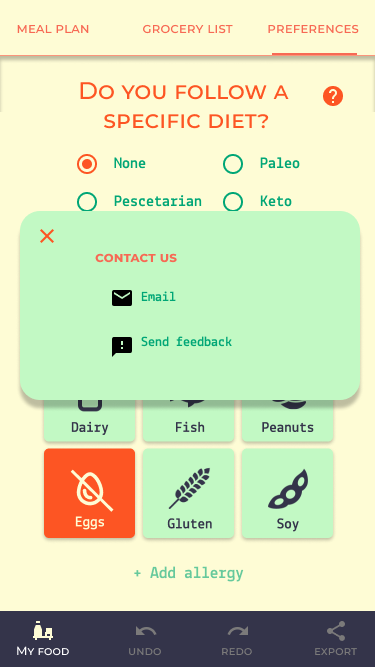 MEAL PLAN GROCERY LIST PREFERENCES
DO YOU FOLLOW A
SPECIFIC DIET?
None Paleo
Pescetarian Keto
CONTACT US
Email
Send feedback
Dairy Fish Peanuts
Eggs Gluten Soy
+ Add allergy
MY FOOD UNDO REDO EXPORT